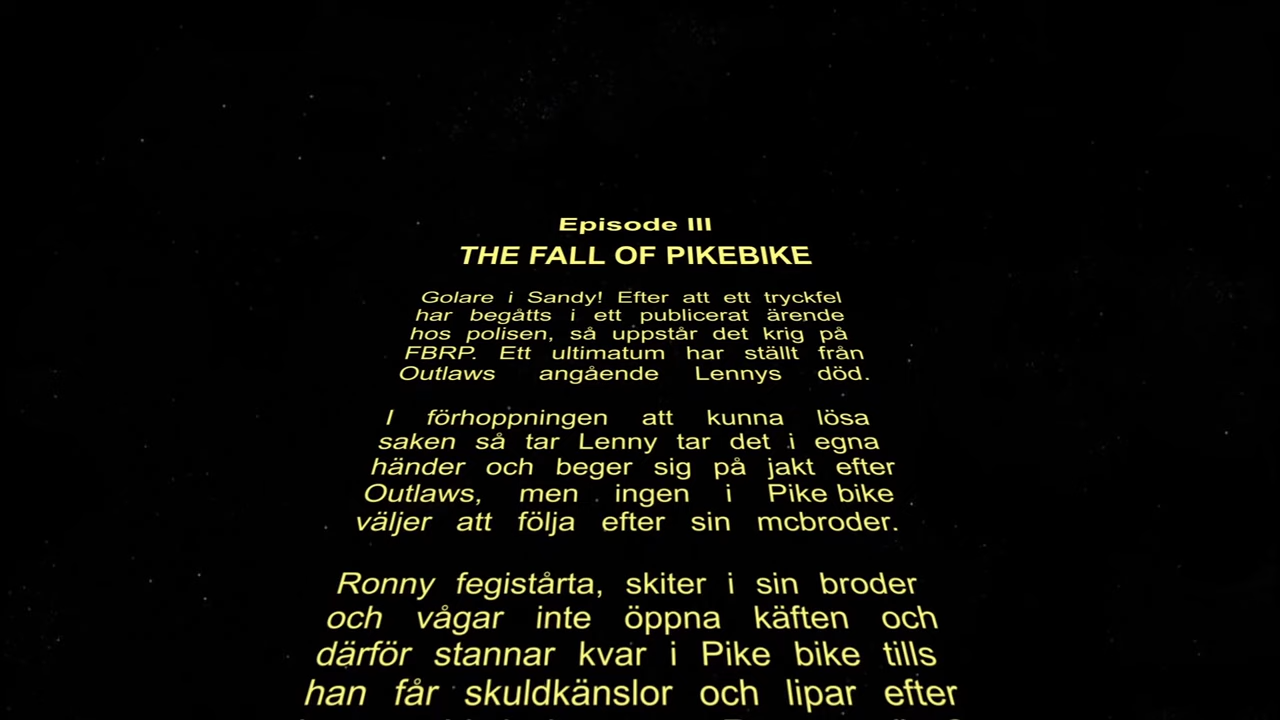 Episode III
THE FALL OF PIKEBIKE
Golare i Sandy! Efter att ett tryckfel
har begåtts i ett publicerat ärende
hos polisen, så uppstår det krig på
FBRP. Ett ultimatum har ställt från
Outlaws angående Lennys död.
I förhoppningen att kunna lösa
saken så tar Lenny tar det i egna
händer och beger sig på jakt efter
Outlaws, men ingen i Pike bike
väljer att följa efter sin mcbroder.
Ronny fegistårta, skiter i sin broder
och vågar inte öppna käften och
därför stannar kvar i Pike bike tills
han får skuldkänslor och lipar efter